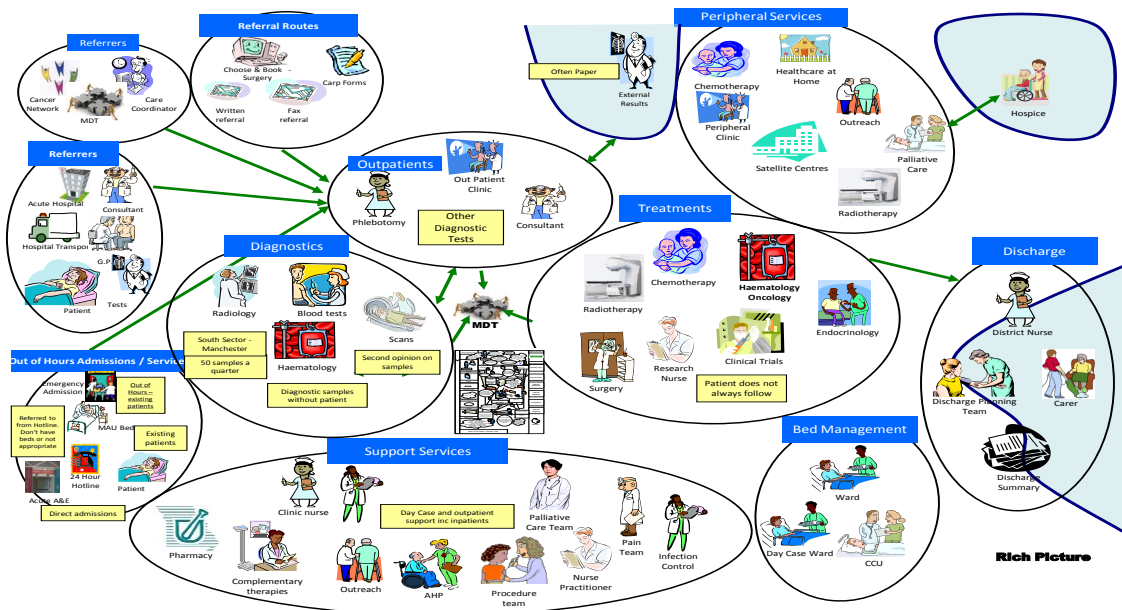 Referrers
Cancer
Network
MDT
Care
Coordinator
Referral Routes
Choose & Book -
Surgery
Carp Forms
Written
referral
Fax
referral
Often Paper
External
Results
Peripheral Services
Chemotherapy
Healthcare at
Home
Peripheral
Clinic
Outreach
Satellite Centres
Palliative
Care
Radiotherapy
Hospice
Referrers
Acute Hospital
Consultant
Hospital Transpor
G.P.
Tests
Patient
Outpatients
Out Patient
Clinic
Phlebotomy
Other
Diagnostic
Tests
Consultant
Diagnostics
Radiology
Blood tests
Scans
South Sector -
Manchester
50 samples a
quarter
Haematology
Second opinion on
samples
Diagnostic samples
without patient
MDT
Treatments
Chemotherapy
Haematology
Oncology
Radiotherapy
Endocrinology
Surgery
Research
Nurse
Clinical Trials
Patient does not
always follow
Discharge
District Nurse
Discharge Planning
Team
Carer
Discharge
Summary
Out of Hours Admissions / Service
Emergency
Admission
Out of
Hours –
existing
patients
Referred to
from Hotline.
Don't have
beds or not
appropriate
MAU Bed
Existing
patients
24 Hour
Hotline
Patient
Acute A&E
Direct admissions
Support Services
Clinic nurse
Day Case and outpatient
support inc inpatients
Palliative
Care Team
Pain
Team
Infection
Control
Pharmacy
Complementary
therapies
Outreach
AHP
Procedure
team
Nurse
Practitioner
Bed Management
Ward
Day Case Ward
CCU
Rich Picture